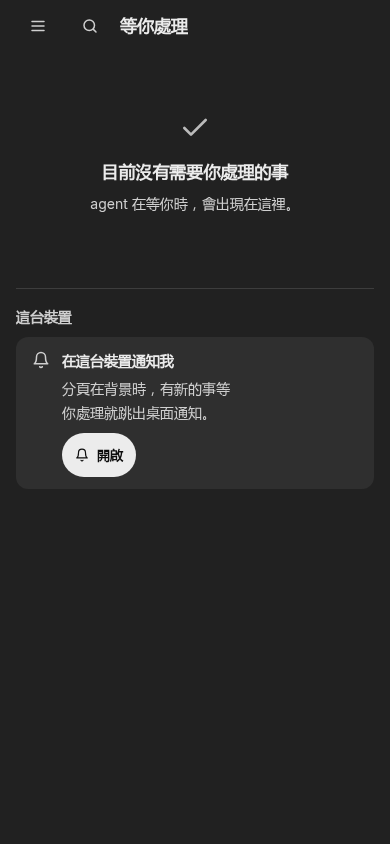 等你處理
目前沒有需要你處理的事
agent 在等你時，會出現在這裡。
這台裝置
在這台裝置通知我
分頁在背景時，有新的事等
你處理就跳出桌面通知。
開啟